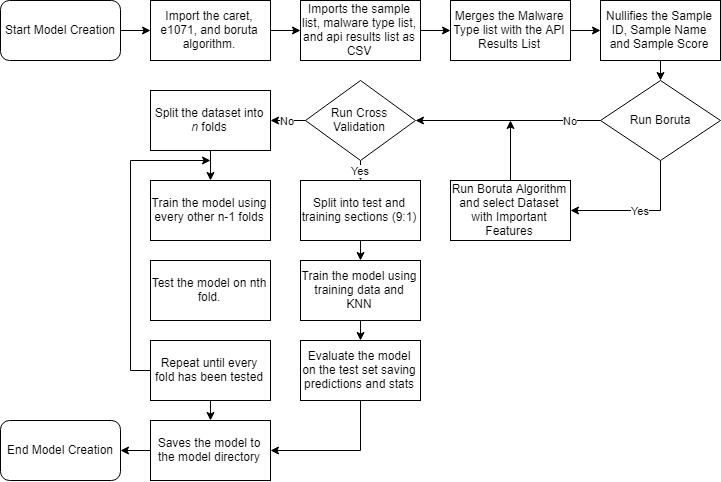 Start Model Creation
Import the caret,
e1071, and boruta
algorithm.
Imports the sample
list, malware type list,
and api results list as
CSV
Merges the Malware
Type list with the API
Results List
Nullifies the Sample
ID, Sample Name
and Sample Score
Run Boruta
No
Yes
Run Boruta Algorithm
and select Dataset
with Important
Features
Run Cross
Validation
No
Yes
Split the dataset into
n folds
Train the model using
every other n-1 folds
Test the model on nth
fold.
Repeat until every
fold has been tested
Split into test and
training sections (9:1)
Train the model using
training data and
KNN
Evaluate the model
on the test set saving
predictions and stats
Saves the model to
the model directory
End Model Creation